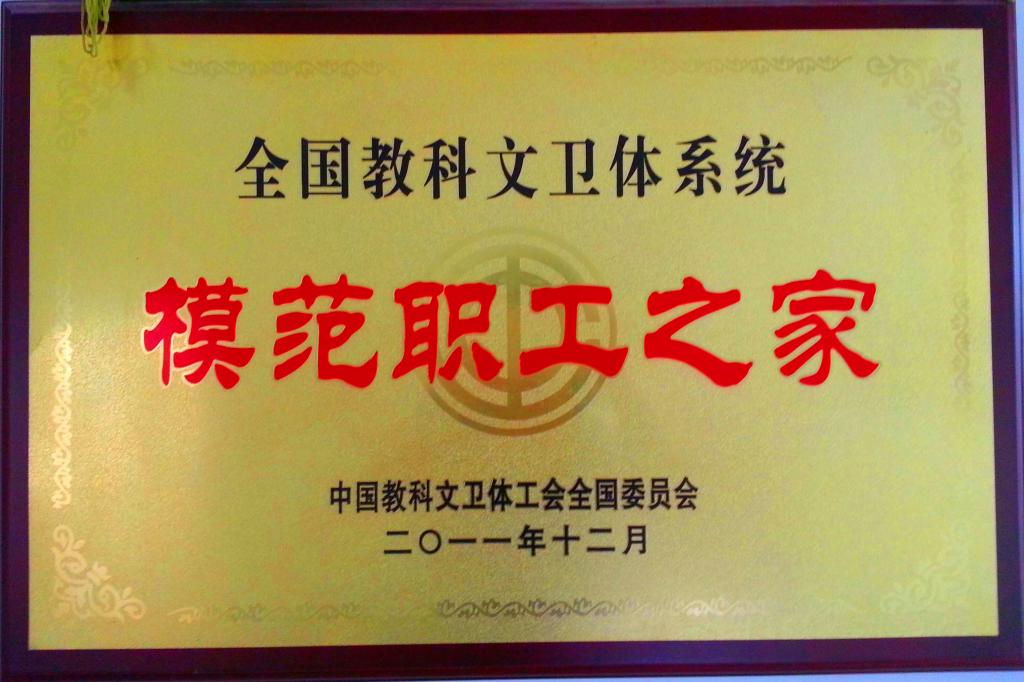 全国教科文卫体系统
模范职工之家
中国教科文卫体工会全国委员会
二〇一一年十二月